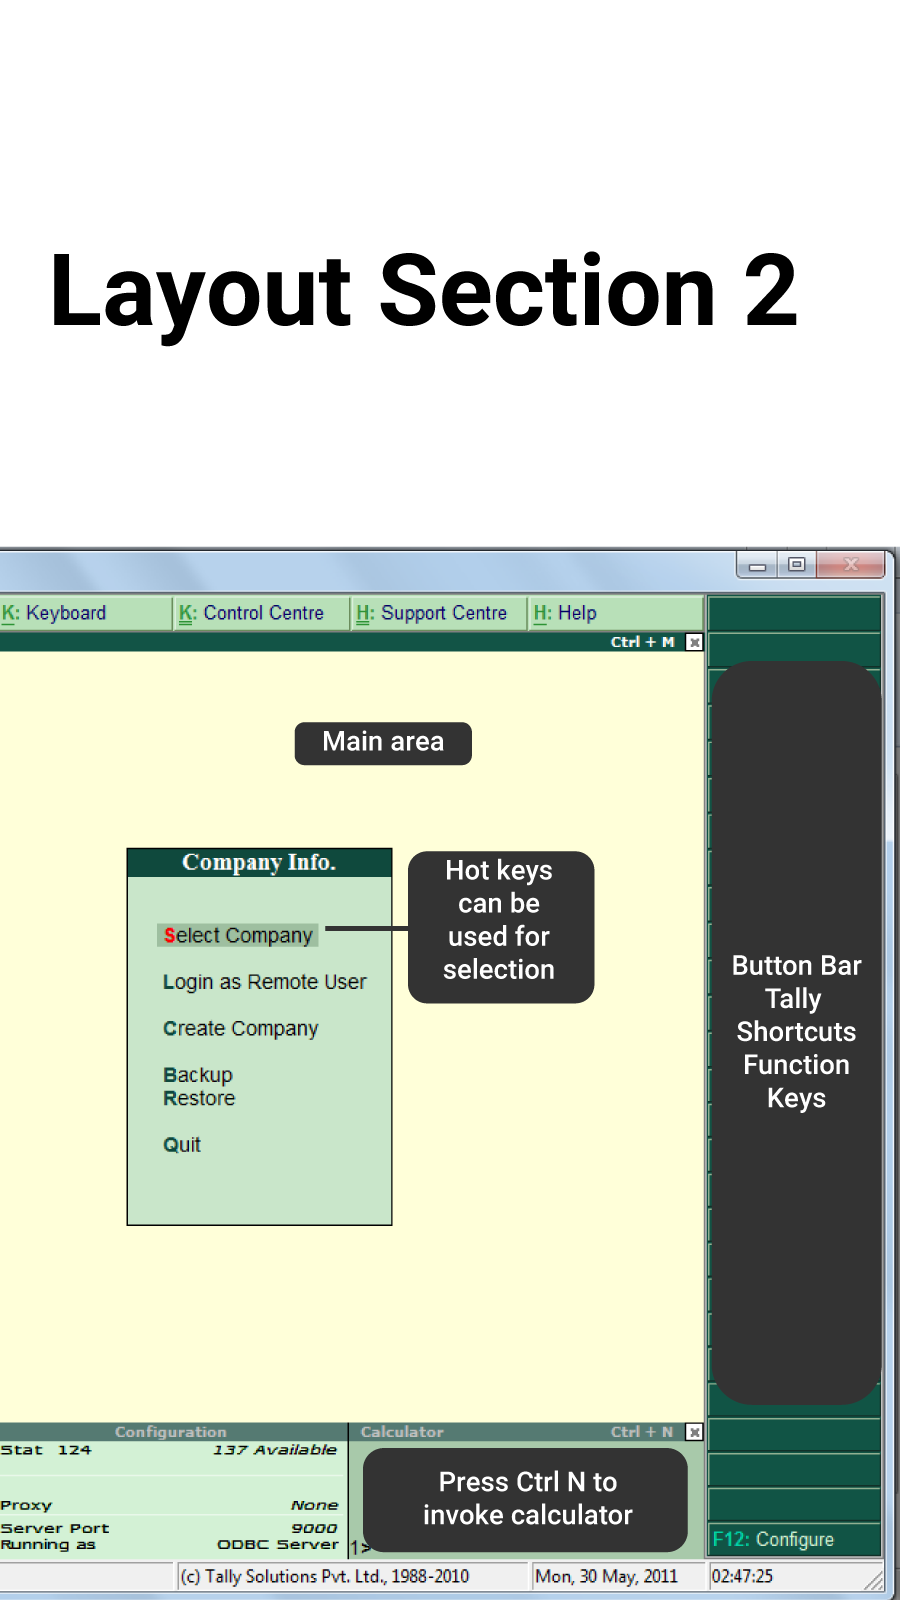 Layout Section 2
K: Keyboard
K: Control Centre
H: Support Centre
H: Help
Ctrl + M
Main area
Company Info.
Select Company
Login as Remote User
Create Company
Backup
Restore
Quit
Hot keys
can be
used for
selection
Button Bar
Tally
Shortcuts
Function
Keys
Configuration
Stat 124 137 Available
Proxy None
Server Port 9000
Running as ODBC Server
Calculator Ctrl + N
Press Ctrl N to
invoke calculator
1>
F12: Configure
(c) Tally Solutions Pvt. Ltd., 1988-2010
Mon, 30 May, 2011
02:47:25